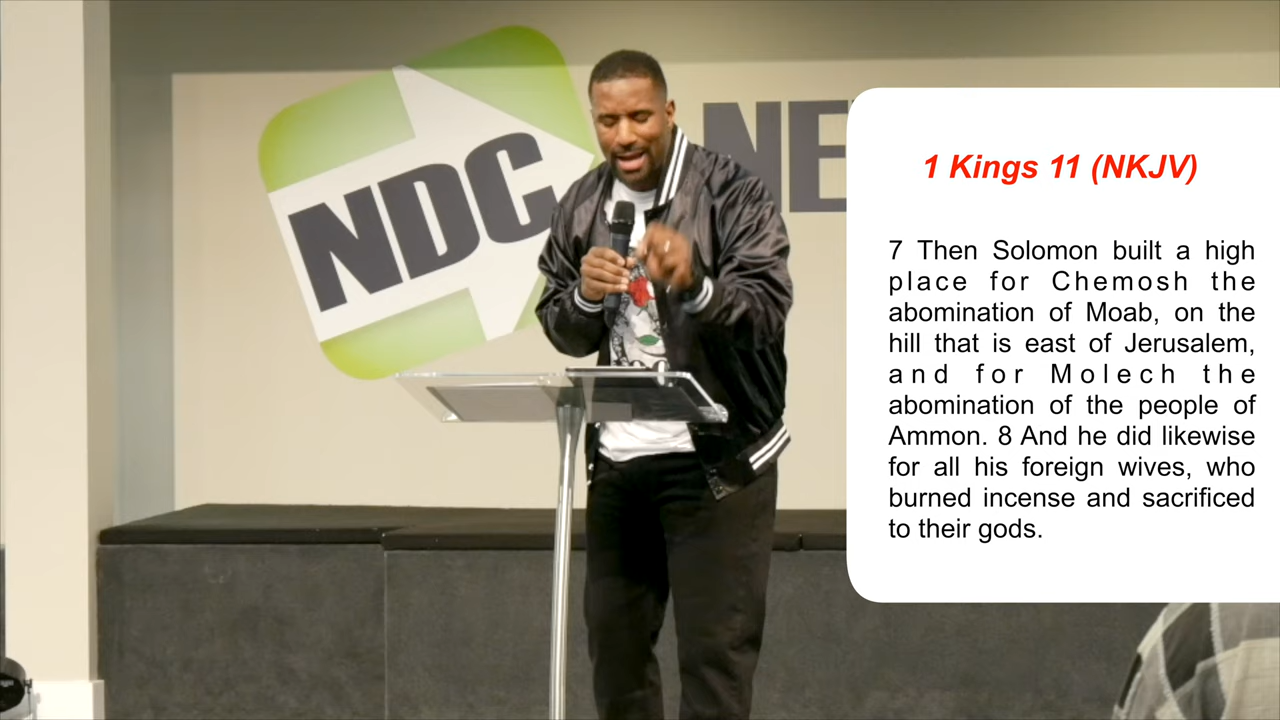 NDC
NE
1 Kings 11 (NKJV)
7 Then Solomon built a high
place for Chemosh the
abomination of Moab, on the
hill that is east of Jerusalem,
and for Molech the
abomination of the people of
Ammon. 8 And he did likewise
for all his foreign wives, who
burned incense and sacrificed
to their gods.